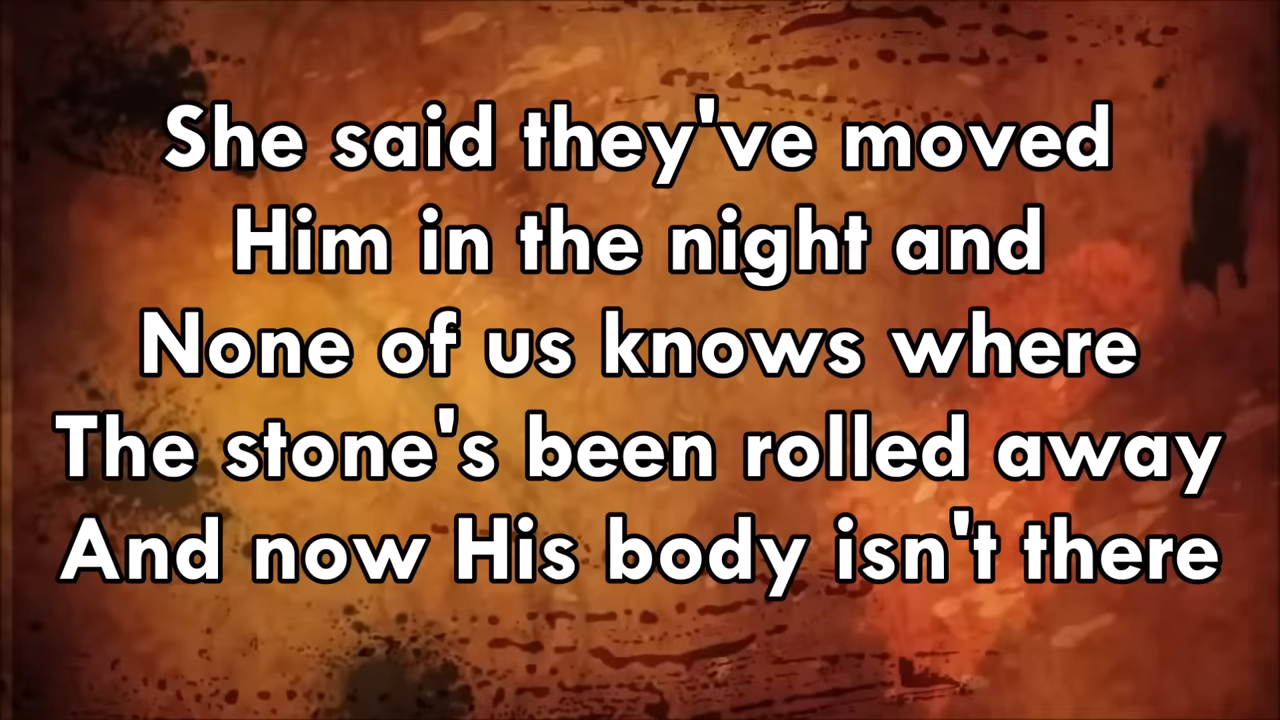 She said they've moved
Him in the night and
None of us knows where
The stone's been rolled away
And now His body isn't there